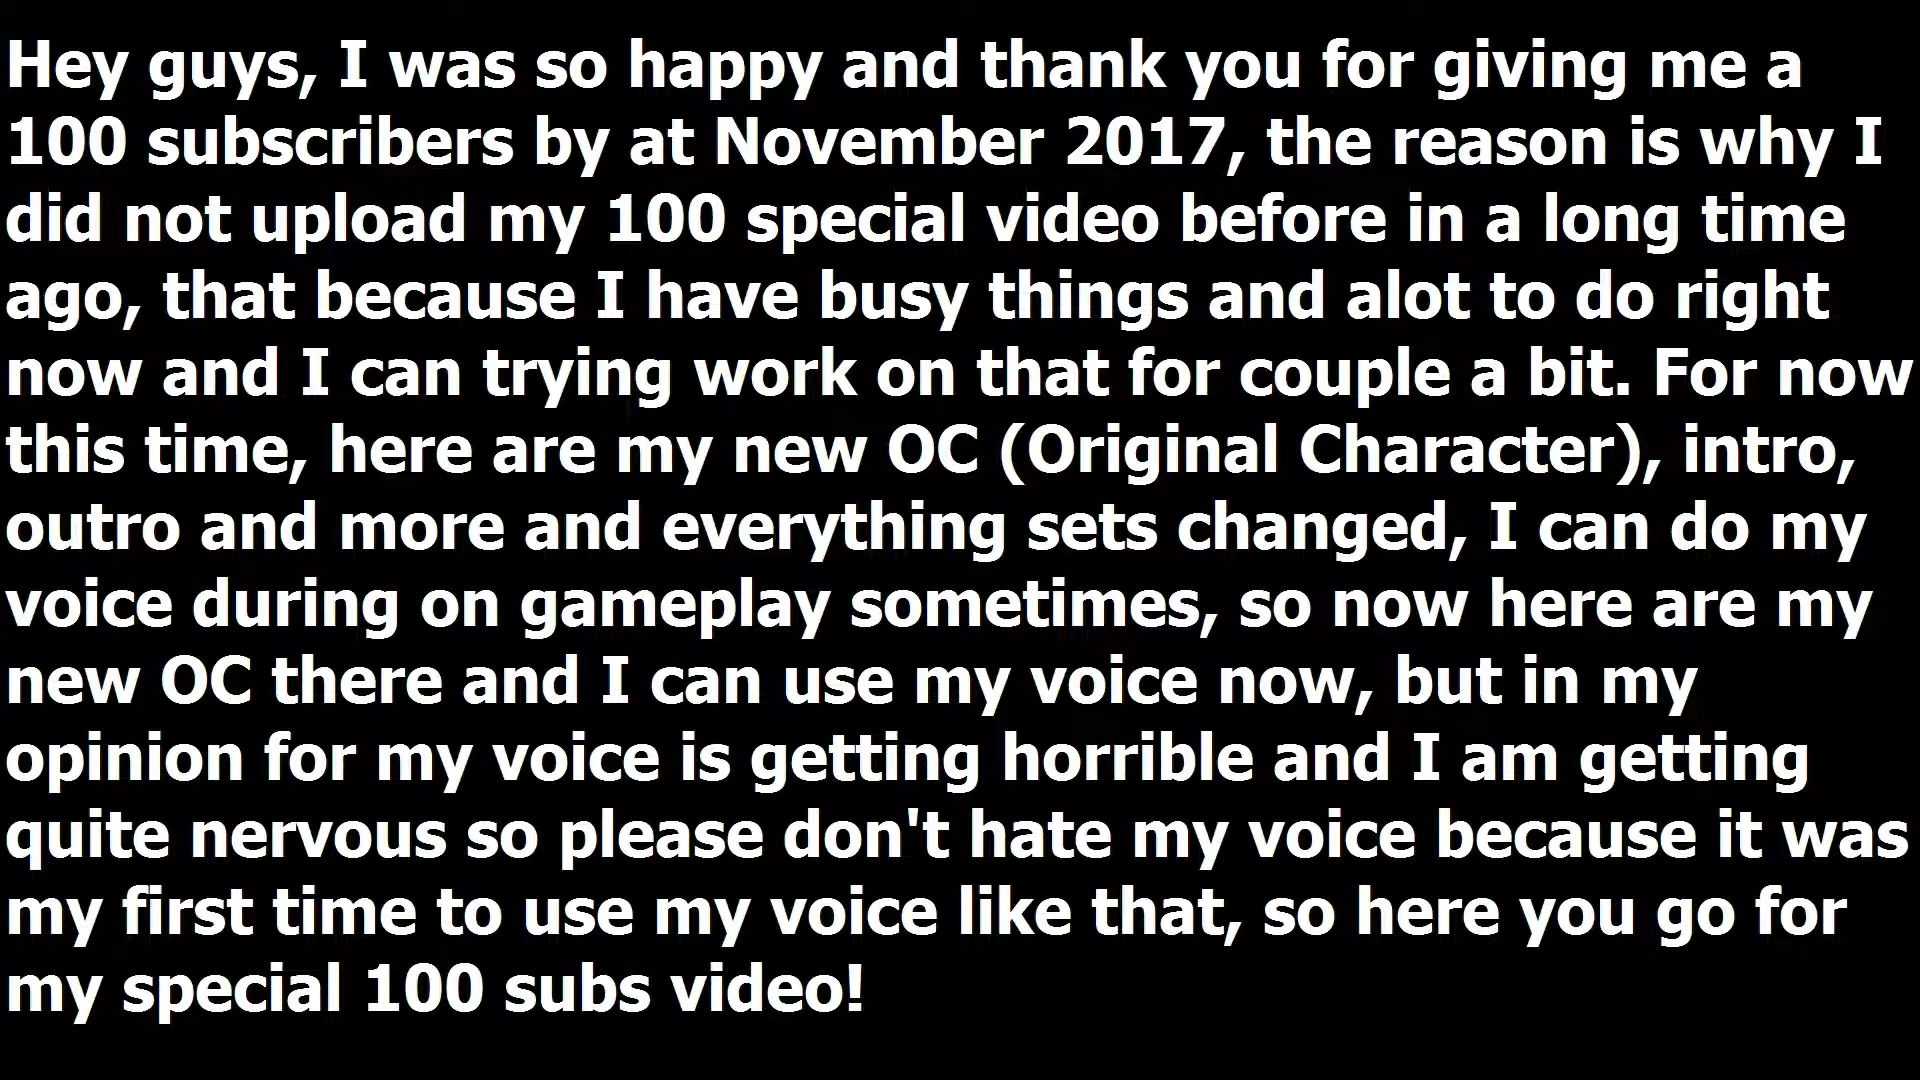 Hey guys, I was so happy and thank you for giving me a
100 subscribers by at November 2017, the reason is why I
did not upload my 100 special video before in a long time
ago, that because I have busy things and alot to do right
now and I can trying work on that for couple a bit. For now
this time, here are my new OC (Original Character), intro,
outro and more and everything sets changed, I can do my
voice during on gameplay sometimes, so now here are my
new OC there and I can use my voice now, but in my
opinion for my voice is getting horrible and I am getting
quite nervous so please don't hate my voice because it was
my first time to use my voice like that, so here you go for
my special 100 subs video!